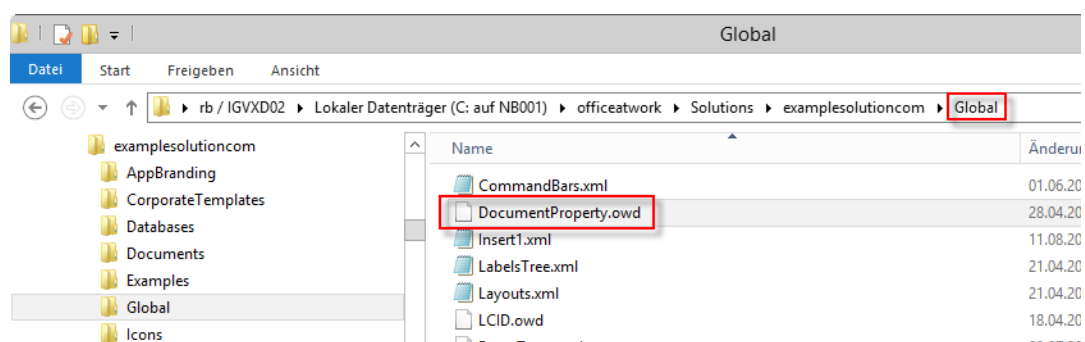 Global
Datei Start Freigeben Ansicht
rb / IGVXD02 Lokaler Datenträger (C: auf NB001) officeatwork Solutions examplesolutioncom Global
examplesolutioncom Name Änderu
AppBranding CommandBars.xml 01.06.20
CorporateTemplates DocumentProperty.owd 28.04.20
Databases Insert1.xml 11.08.20
Documents LabelsTree.xml 21.04.20
Examples Layouts.xml 21.04.20
Global LCID.owd 18.04.20
Icons